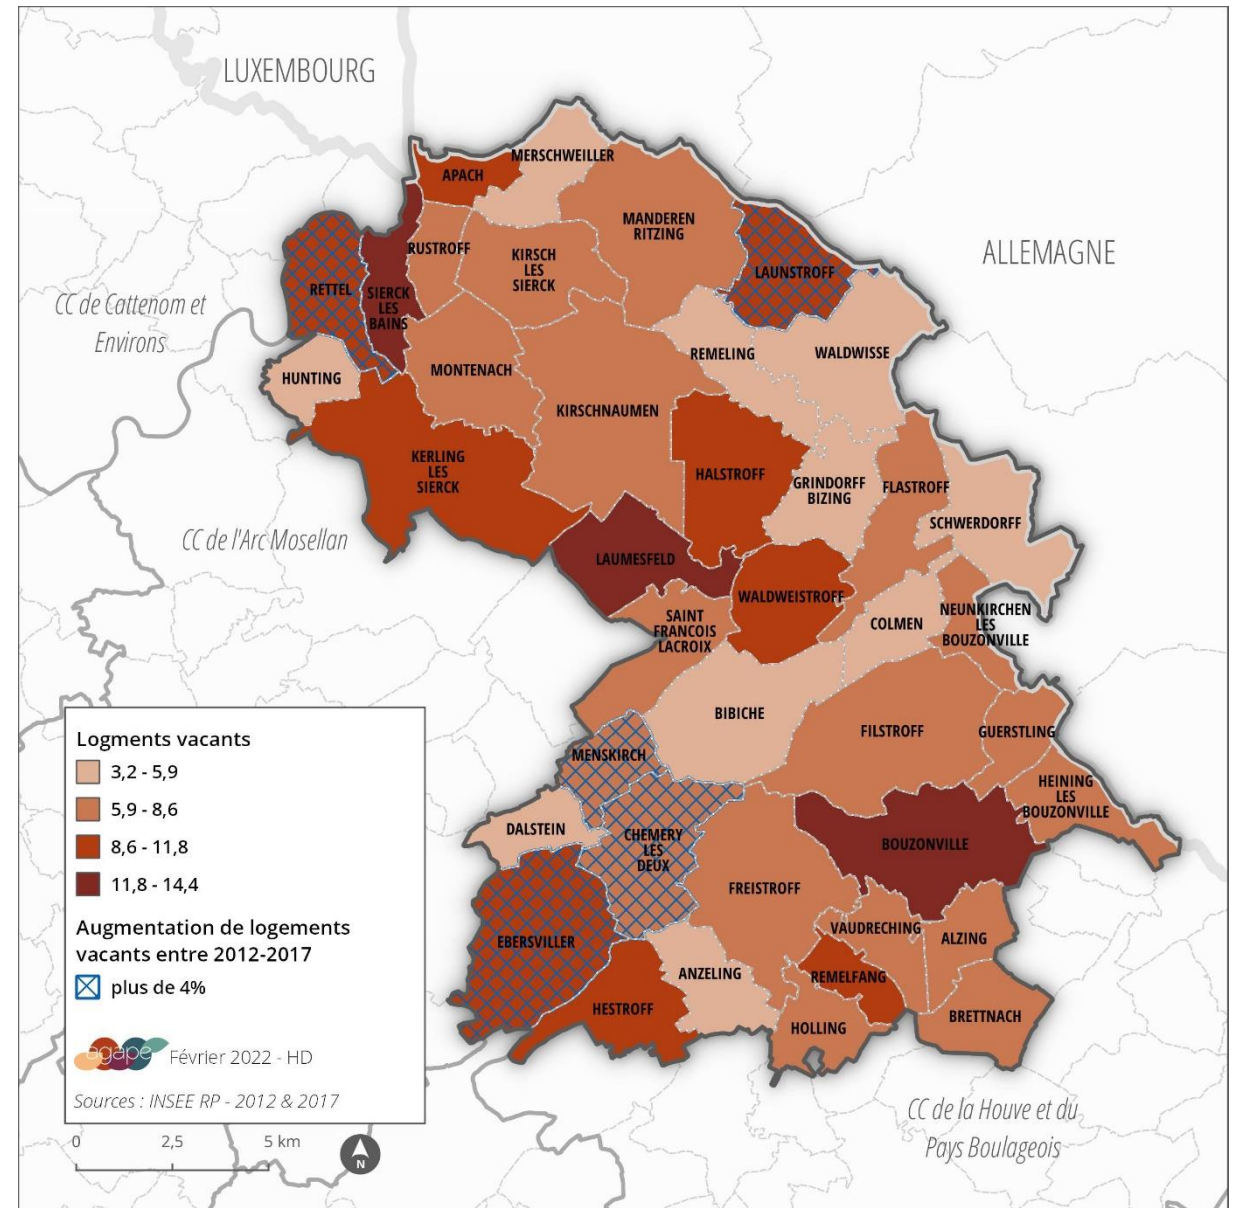 LUXEMBOURG
MERSCHWEILLER
APACH
MANDEREN
RITZING
ALLEMAGNE
RUSTROFF
KIRSCH
LES
SIERCK
LAUNSTROFF
RETTEL
SIERCK
LES
BAINS
CC de Cattenom et
Environs
REMELING
WALDWISSE
HUNTING
MONTENACH
KIRSCHNAUMEN
KERLING
LES
SIERCK
HALSTROFF
GRINDORFF
BIZING
FLASTROFF
SCHWERDORFF
CC de l'Arc Mosellan
LAUMESFELD
WALDWEISTROFF
SAINT
FRANCOIS
LACROIX
COLMEN
NEUNKIRCHEN
LES
BOUZONVILLE
BIBICHE
FILSTROFF
GUERSTLING
MENSKIRCH
HEINING
LES
BOUZONVILLE
DALSTEIN
CHEMERY
LES
DEUX
BOUZONVILLE
FREISTROFF
EBERSVILLER
VAUDRECHING
ALZING
ANZELING
REMELFANG
HESTROFF
HOLLING
BRETTNACH
CC de la Houve et du
Pays Boulageois
Logments vacants
3,2 - 5,9
5,9 - 8,6
8,6 - 11,8
11,8 - 14,4
Augmentation de logements
vacants entre 2012-2017
plus de 4%
agape Février 2022 - HD
Sources : INSEE RP - 2012 & 2017
0 2,5 5 km
N